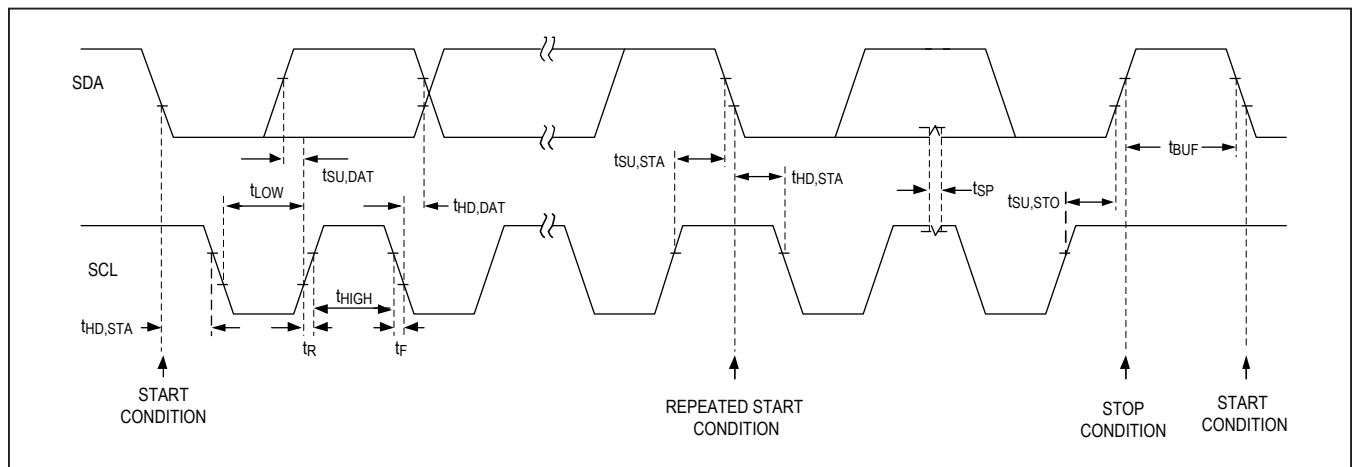 SDA
tSU,DAT
tLOW
tHD,DAT
tSU,STA
tHD,STA
tSP
tBUF
tSU,STO
SCL
tHIGH
tHD,STA
tR
tF
START
CONDITION
REPEATED START
CONDITION
STOP
CONDITION
START
CONDITION